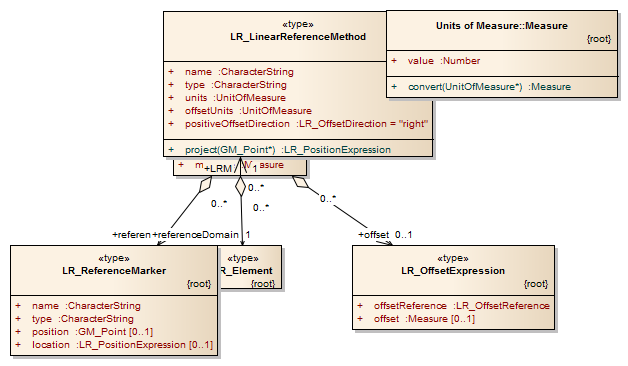 «type»
LR_LinearReferenceMethod
+ name :CharacterString
+ type :CharacterString
+ units :UnitOfMeasure
+ offsetUnits :UnitOfMeasure
+ positiveOffsetDirection :LR_OffsetDirection = "right"
+ project(GM_Point*) :LR_PositionExpression
Units of Measure::Measure
{root}
+ value :Number
+ convert(UnitOfMeasure*) :Measure
+LRM 1
0..*
0..*
0..*
0..*
+referenceDomain 1
+offset 0..1
«type»
LR_ReferenceMarker
{root}
+ name :CharacterString
+ type :CharacterString
+ position :GM_Point [0..1]
+ location :LR_PositionExpression [0..1]
«type»
R_Element
{root}
«type»
LR_OffsetExpression
{root}
+ offsetReference :LR_OffsetReference
+ offset :Measure [0..1]